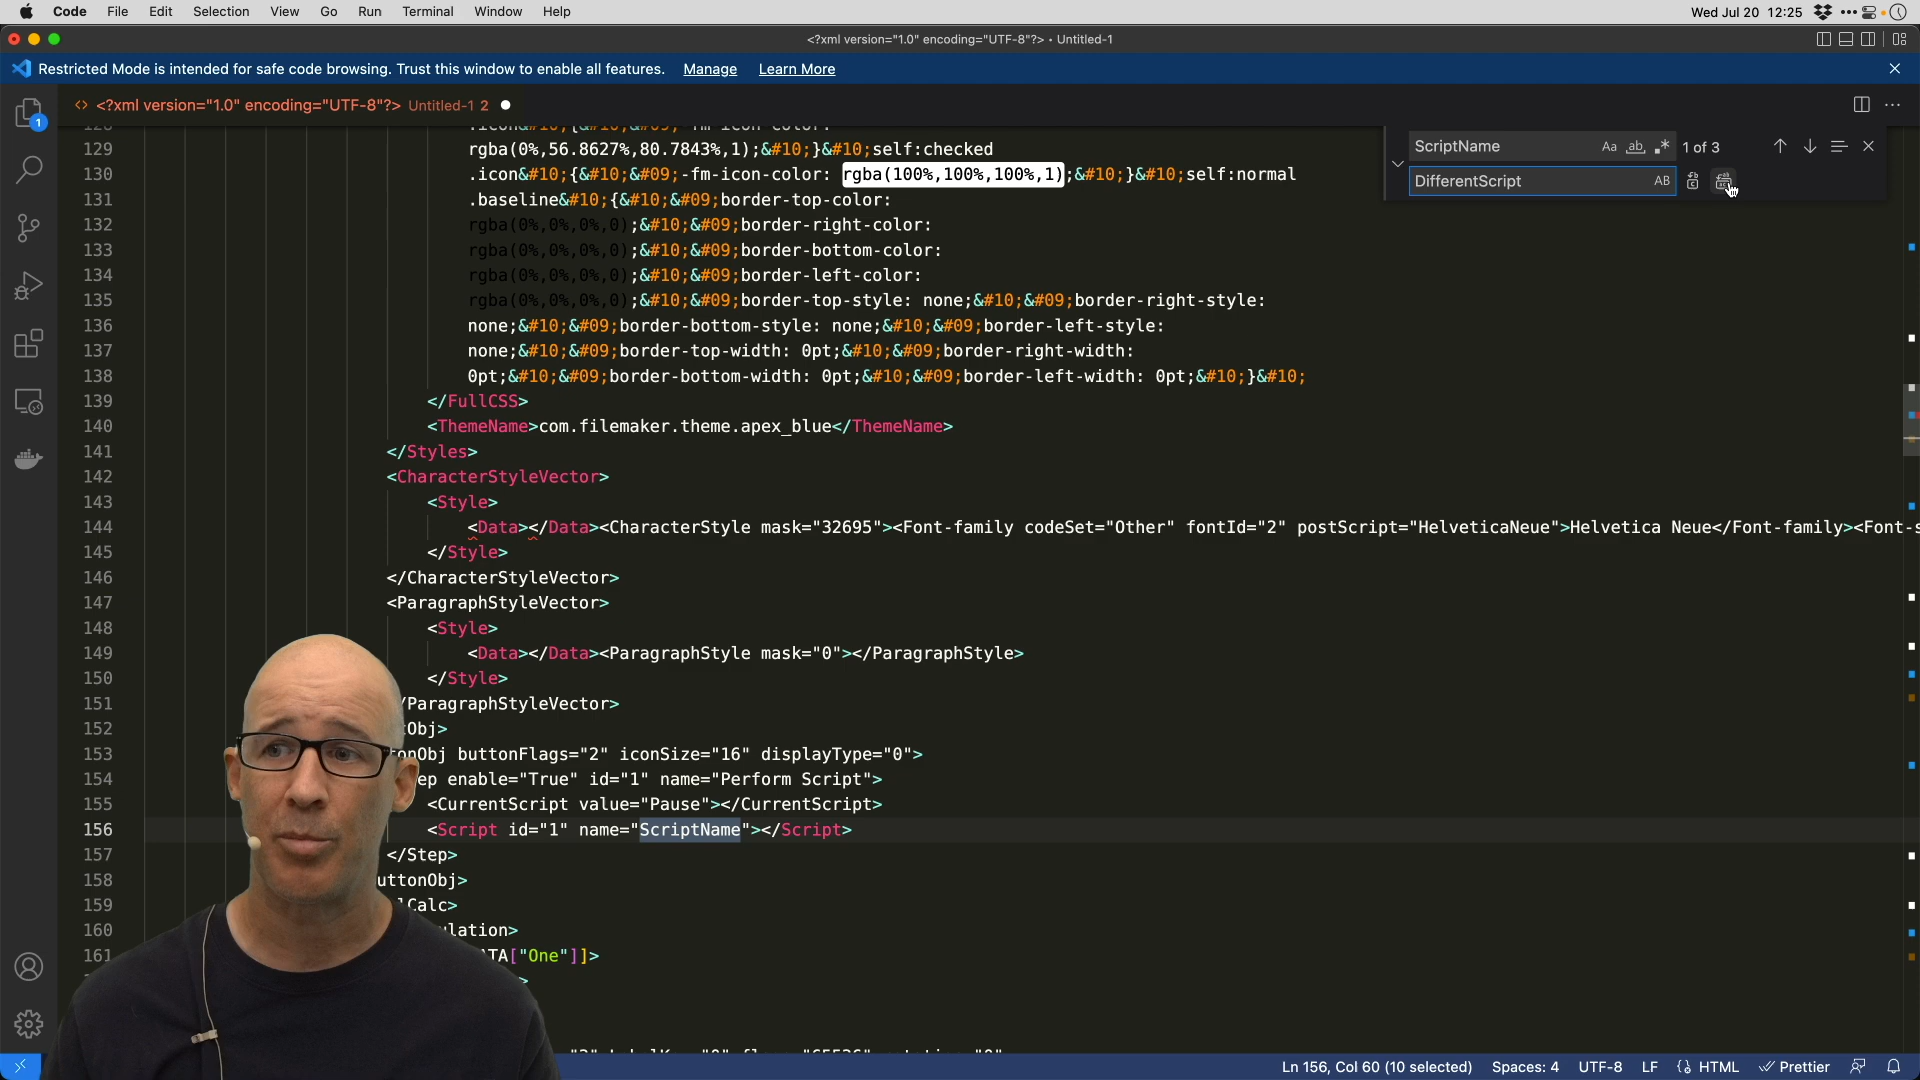 Code File Edit Selection View Go Run Terminal Window Help Wed Jul 20 12:25
<?xml version="1.0" encoding="UTF-8"?> • Untitled-1
Restricted Mode is intended for safe code browsing. Trust this window to enable all features. Manage Learn More
<?xml version="1.0" encoding="UTF-8"?> Untitled-1 2
1
ScriptName Aa ab 1 of 3
DifferentScript AB
128 .icon&#10;{&#10;&#09;-fm-icon-color:
129 rgba(0%,56.8627%,80.7843%,1);&#10;}&#10;self:checked
130 .icon&#10;{&#10;&#09;-fm-icon-color: rgba(100%,100%,100%,1);&#10;}&#10;self:normal
131 .baseline&#10;{&#10;&#09;border-top-color:
132 rgba(0%,0%,0%,0);&#10;&#09;border-right-color:
133 rgba(0%,0%,0%,0);&#10;&#09;border-bottom-color:
134 rgba(0%,0%,0%,0);&#10;&#09;border-left-color:
135 rgba(0%,0%,0%,0);&#10;&#09;border-top-style: none;&#10;&#09;border-right-style:
136 none;&#10;&#09;border-bottom-style: none;&#10;&#09;border-left-style:
137 none;&#10;&#09;border-top-width: 0pt;&#10;&#09;border-right-width:
138 0pt;&#10;&#09;border-bottom-width: 0pt;&#10;&#09;border-left-width: 0pt;&#10;}&#10;
139 </FullCSS>
140 <ThemeName>com.filemaker.theme.apex_blue</ThemeName>
141 </Styles>
142 <CharacterStyleVector>
143 <Style>
144 <Data></Data><CharacterStyle mask="32695"><Font-family codeSet="Other" fontId="2" postScript="HelveticaNeue">Helvetica Neue</Font-family><Font-s
145 </Style>
146 </CharacterStyleVector>
147 <ParagraphStyleVector>
148 <Style>
149 <Data></Data><ParagraphStyle mask="0"></ParagraphStyle>
150 </Style>
151 /ParagraphStyleVector>
152 tObj>
153 onObj buttonFlags="2" iconSize="16" displayType="0">
154 ep enable="True" id="1" name="Perform Script">
155 <CurrentScript value="Pause"></CurrentScript>
156 <Script id="1" name="ScriptName"></Script>
157 </Step>
158 uttonObj>
159 lCalc>
160 ulation>
161 TA["One"]]>
>
Ln 156, Col 60 (10 selected) Spaces: 4 UTF-8 LF HTML Prettier